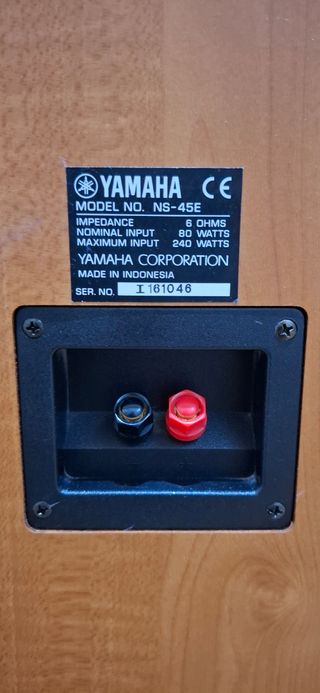 YAMAHA CE
MODEL NO. NS-45E
IMPEDANCE 6 OHMS
NOMINAL INPUT 80 WATTS
MAXIMUM INPUT 240 WATTS
YAMAHA CORPORATION
MADE IN INDONESIA
SER. NO. I 161046